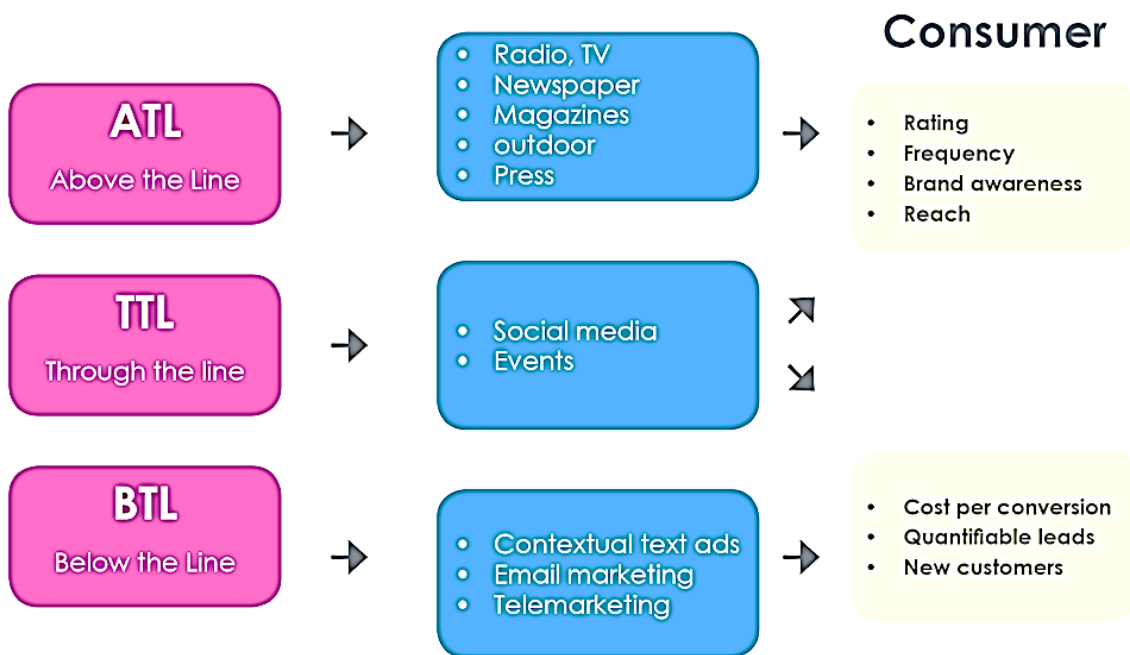 Consumer
ATL
Above the Line
• Radio, TV
• Newspaper
• Magazines
• outdoor
• Press
• Rating
• Frequency
• Brand awareness
• Reach
TTL
Through the line
• Social media
• Events
BTL
Below the Line
• Contextual text ads
• Email marketing
• Telemarketing
• Cost per conversion
• Quantifiable leads
• New customers